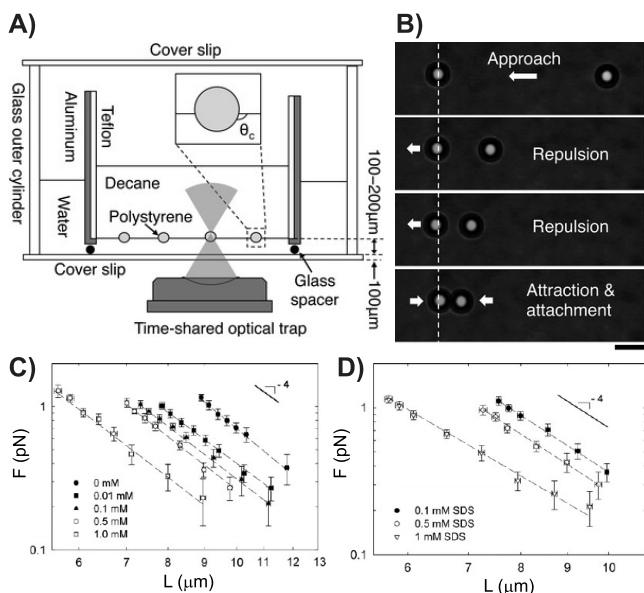 A)
Cover slip
Glass outer cylinder
Aluminum
Teflon
θc
Decane
Water
Polystyrene
100–200μm
Cover slip
Glass
spacer
100μm
Time-shared optical trap
B)
Approach
Repulsion
Repulsion
Attraction &
attachment
C)
F (pN)
1
0.1
- 4
0 mM
0.01 mM
0.1 mM
0.5 mM
1.0 mM
6 7 8 9 10 11 12 13
L (μm)
D)
F (pN)
1
0.1
- 4
0.1 mM SDS
0.5 mM SDS
1 mM SDS
6 7 8 9 10
L (μm)